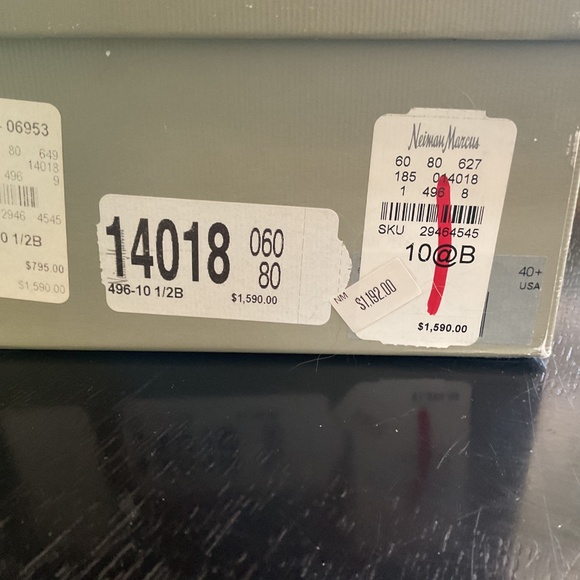 - 06953
80 649
14018
496 9
2946 4545
0 1/2B
$795.00
$1,590.00
14018 060
80
496-10 1/2B
$1,590.00
NM $1,192.00
Neiman Marcus
60 80 627
185 014018
1 496 8
SKU 29464545
10@B
$1,590.00
40+
USA